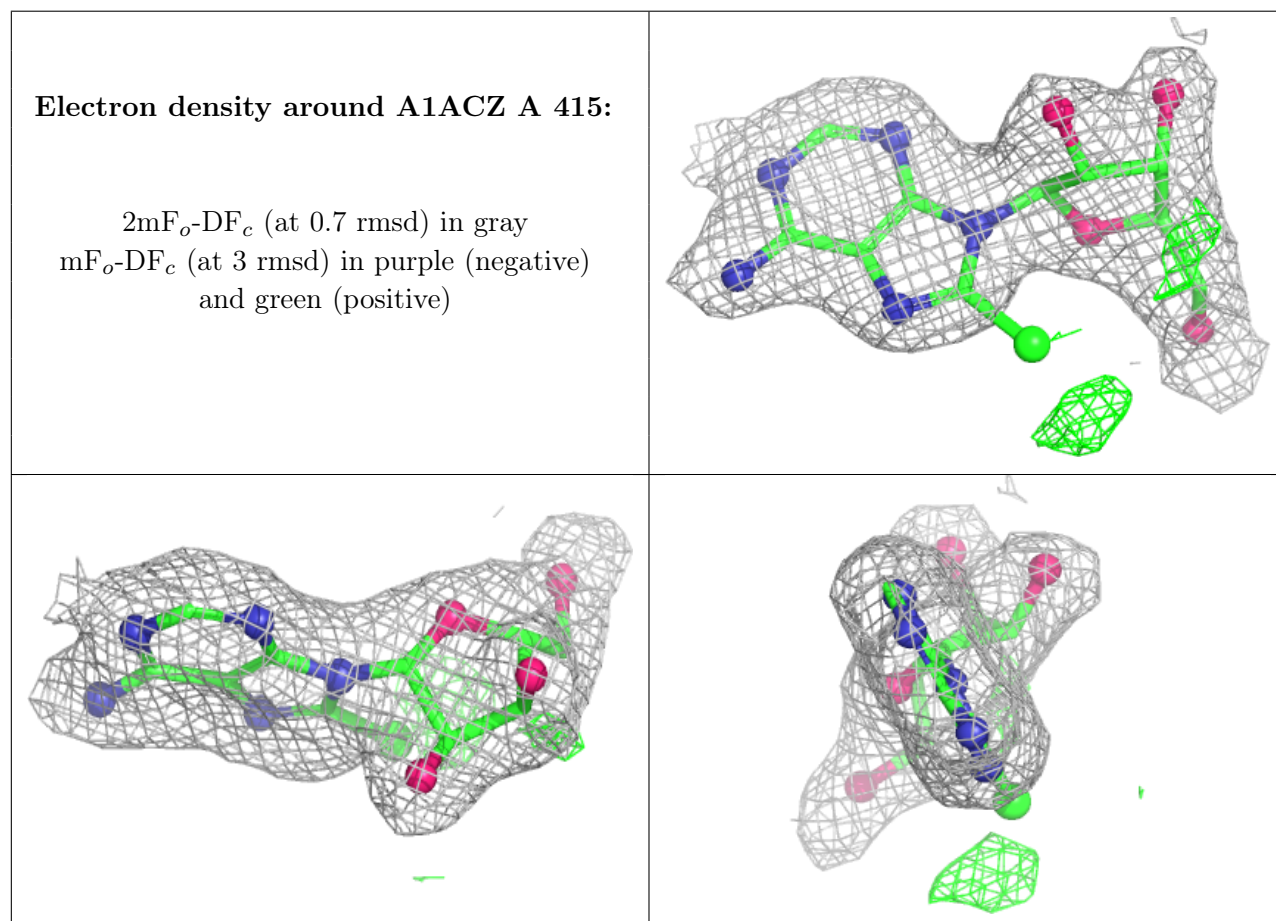 Electron density around A1ACZ A 415:
2mFₒ-DF𝑐 (at 0.7 rmsd) in gray
mFₒ-DF𝑐 (at 3 rmsd) in purple (negative)
and green (positive)